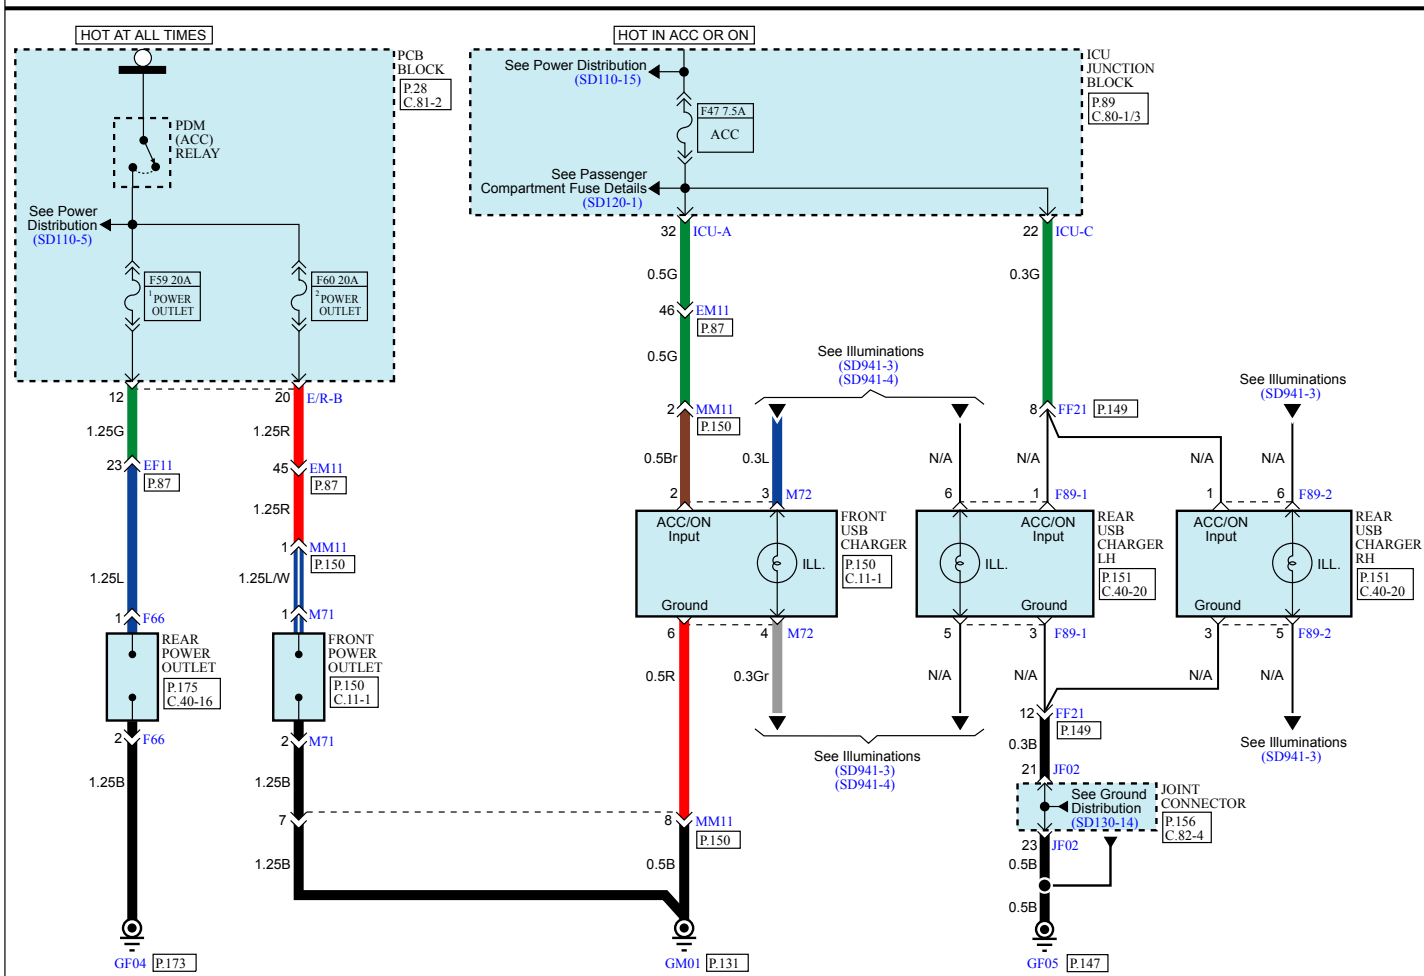 HOT AT ALL TIMES
PCB
BLOCK
P.28
C.81-2
PDM
(ACC)
RELAY
See Power
Distribution
(SD110-5)
F59 20A
1 POWER
OUTLET
F60 20A
2 POWER
OUTLET
12
20
E/R-B
1.25G
1.25R
23
EF11
P.87
45
EM11
P.87
1.25R
1
MM11
P.150
1.25L
1.25L/W
1
F66
1
M71
REAR
POWER
OUTLET
P.175
C.40-16
FRONT
POWER
OUTLET
P.150
C.11-1
2
F66
2
M71
1.25B
1.25B
7
1.25B
GF04
P.173
HOT IN ACC OR ON
ICU
JUNCTION
BLOCK
P.89
C.80-1/3
See Power Distribution
(SD110-15)
F47 7.5A
ACC
See Passenger
Compartment Fuse Details
(SD120-1)
32
ICU-A
22
ICU-C
0.5G
0.3G
46
EM11
P.87
0.5G
See Illuminations
(SD941-3)
(SD941-4)
See Illuminations
(SD941-3)
2
MM11
P.150
8
FF21
P.149
0.5Br
0.3L
N/A
N/A
N/A
N/A
2
3
M72
6
1
F89-1
1
6
F89-2
ACC/ON
Input
ILL.
Ground
FRONT
USB
CHARGER
P.150
C.11-1
ACC/ON
Input
ILL.
Ground
REAR
USB
CHARGER
LH
P.151
C.40-20
ACC/ON
Input
ILL.
Ground
REAR
USB
CHARGER
RH
P.151
C.40-20
6
4
M72
5
3
F89-1
3
5
F89-2
0.5R
0.3Gr
N/A
N/A
N/A
N/A
See Illuminations
(SD941-3)
(SD941-4)
12
FF21
P.149
See Illuminations
(SD941-3)
0.3B
21
JF02
See Ground
Distribution
(SD130-14)
JOINT
CONNECTOR
P.156
C.82-4
8
MM11
P.150
23
JF02
0.5B
0.5B
0.5B
GM01
P.131
GF05
P.147